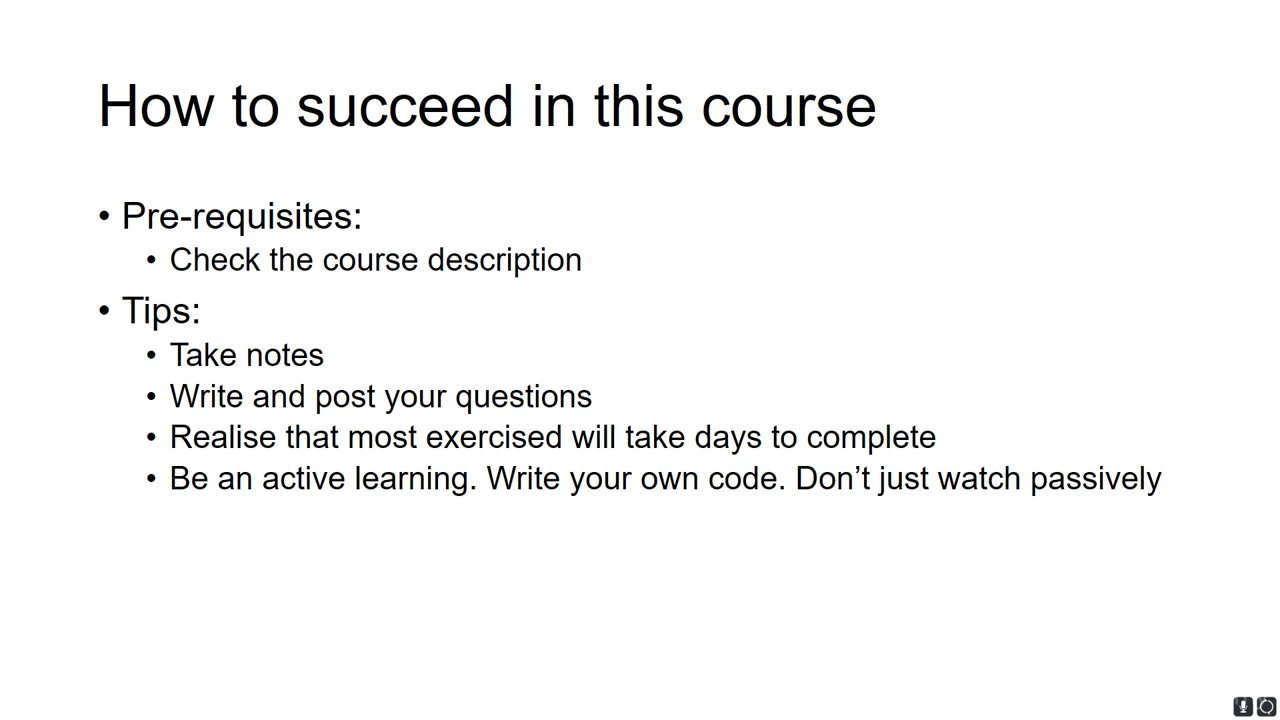 How to succeed in this course
• Pre-requisites:
• Check the course description
• Tips:
• Take notes
• Write and post your questions
• Realise that most exercised will take days to complete
• Be an active learning. Write your own code. Don’t just watch passively